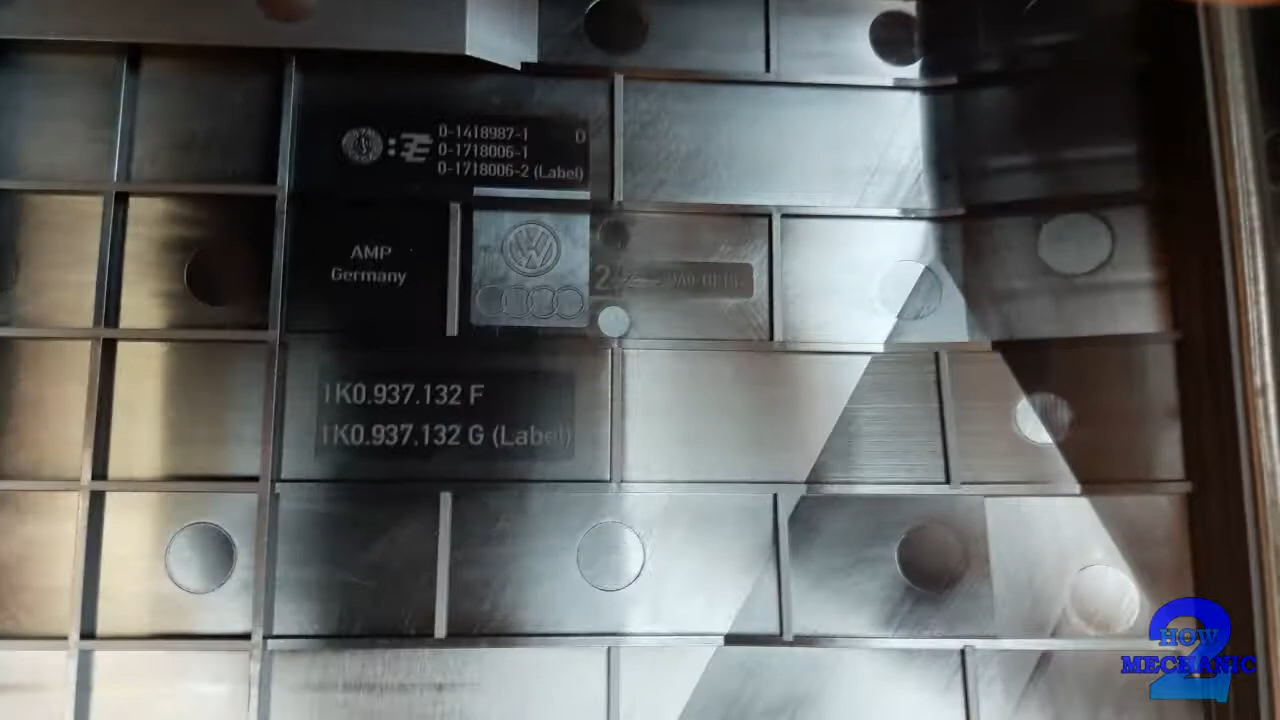 0-1418987-1 D
0-1718006-1
0-1718006-2 (Label)
AMP
Germany
2
1K0.937.132 F
1K0.937.132 G (Label)
HOW
2
MECHANIC